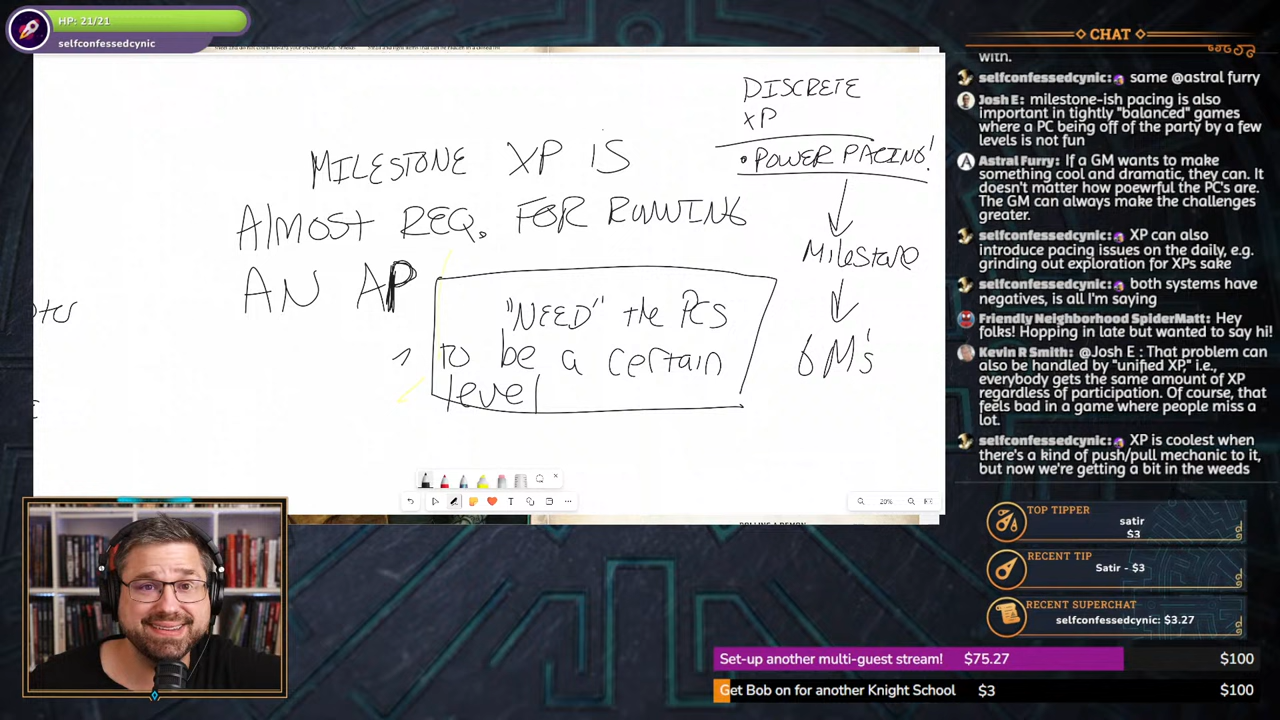 HP: 21/21
selfconfessedcynic
MILESTONE XP IS
ALMOST REQ. FOR RUNNING
AN AP
"NEED" the PCs
to be a certain
level
DISCRETE
XP
• POWER PACING!
Milestone
6 M's
20%
CHAT
with.
selfconfessedcynic: same @astral furry
Josh E: milestone-ish pacing is also
important in tightly "balanced" games
where a PC being off of the party by a few
levels is not fun
Astral Furry: If a GM wants to make
something cool and dramatic, they can. It
doesn't matter how poewrful the PC's are.
The GM can always make the challenges
greater.
selfconfessedcynic: XP can also
introduce pacing issues on the daily, e.g.
grinding out exploration for XPs sake
selfconfessedcynic: both systems have
negatives, is all I'm saying
Friendly Neighborhood SpiderMatt: Hey
folks! Hopping in late but wanted to say hi!
Kevin R Smith: @Josh E : That problem can
also be handled by "unified XP," i.e.,
everybody gets the same amount of XP
regardless of participation. Of course, that
feels bad in a game where people miss a
lot.
selfconfessedcynic: XP is coolest when
there's a kind of push/pull mechanic to it,
but now we're getting a bit in the weeds
TOP TIPPER
satir
$3
RECENT TIP
Satir - $3
RECENT SUPERCHAT
selfconfessedcynic: $3.27
Set-up another multi-guest stream! $75.27 $100
Get Bob on for another Knight School $3 $100